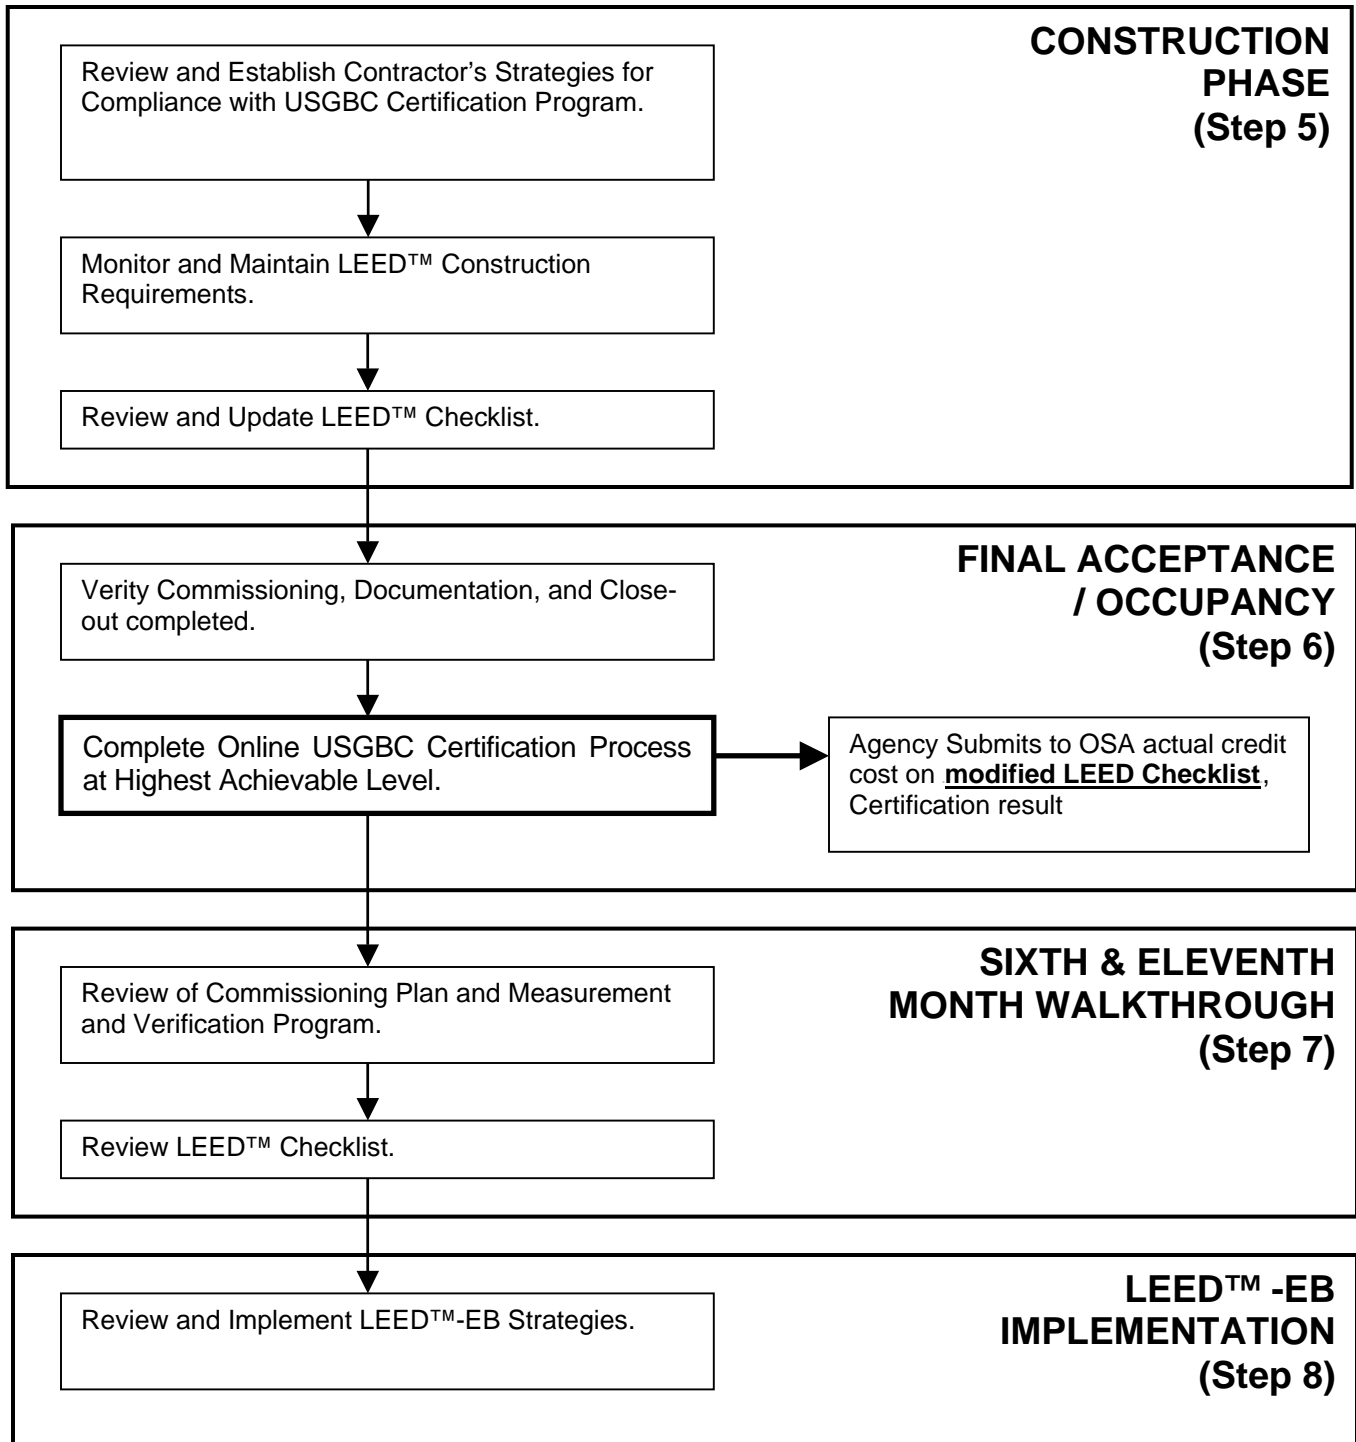 CONSTRUCTION
PHASE
(Step 5)
Review and Establish Contractor’s Strategies for
Compliance with USGBC Certification Program.
Monitor and Maintain LEED™ Construction
Requirements.
Review and Update LEED™ Checklist.
FINAL ACCEPTANCE
/ OCCUPANCY
(Step 6)
Verity Commissioning, Documentation, and Close-
out completed.
Complete Online USGBC Certification Process
at Highest Achievable Level.
Agency Submits to OSA actual credit
cost on modified LEED Checklist,
Certification result
SIXTH & ELEVENTH
MONTH WALKTHROUGH
(Step 7)
Review of Commissioning Plan and Measurement
and Verification Program.
Review LEED™ Checklist.
LEED™ -EB
IMPLEMENTATION
(Step 8)
Review and Implement LEED™-EB Strategies.